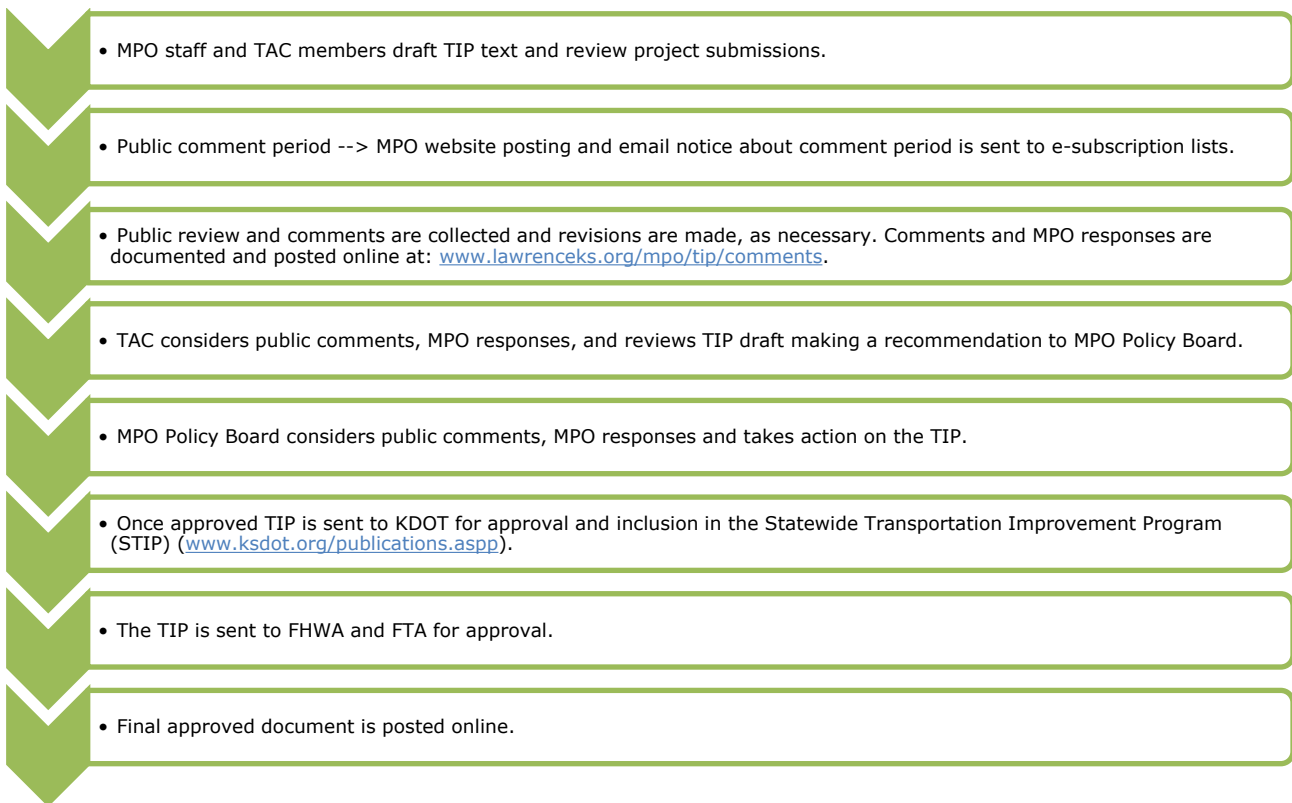 • MPO staff and TAC members draft TIP text and review project submissions.
• Public comment period --> MPO website posting and email notice about comment period is sent to e-subscription lists.
• Public review and comments are collected and revisions are made, as necessary. Comments and MPO responses are
documented and posted online at: www.lawrenceks.org/mpo/tip/comments.
• TAC considers public comments, MPO responses, and reviews TIP draft making a recommendation to MPO Policy Board.
• MPO Policy Board considers public comments, MPO responses and takes action on the TIP.
• Once approved TIP is sent to KDOT for approval and inclusion in the Statewide Transportation Improvement Program
(STIP) (www.ksdot.org/publications.aspp).
• The TIP is sent to FHWA and FTA for approval.
• Final approved document is posted online.